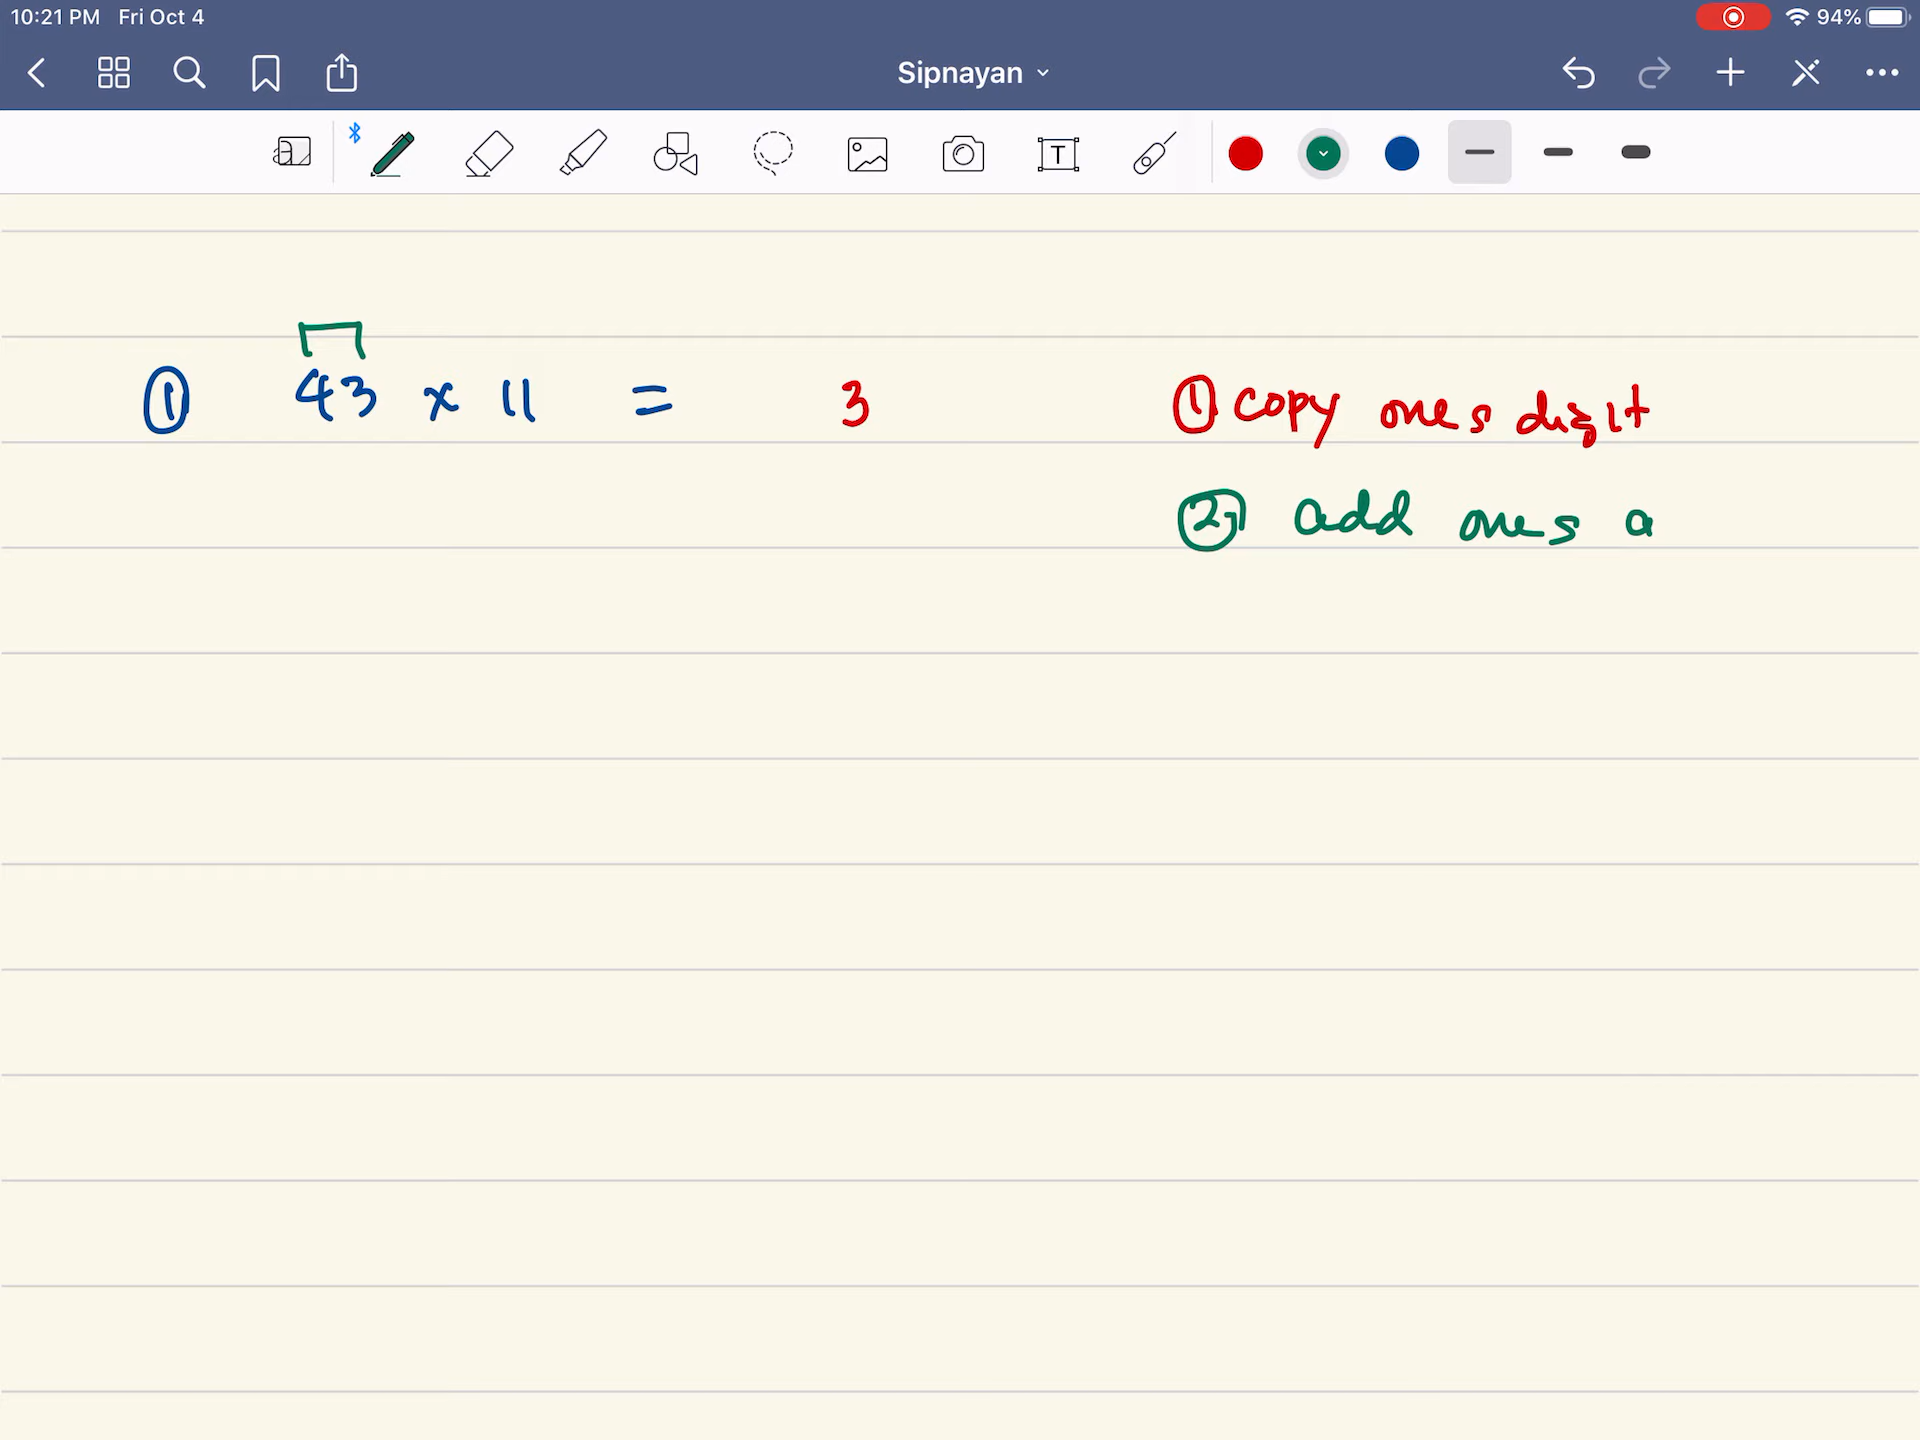 10:21 PM Fri Oct 4 94%
Sipnayan
① 43 x 11 = 3 ① copy ones digit
② add ones a